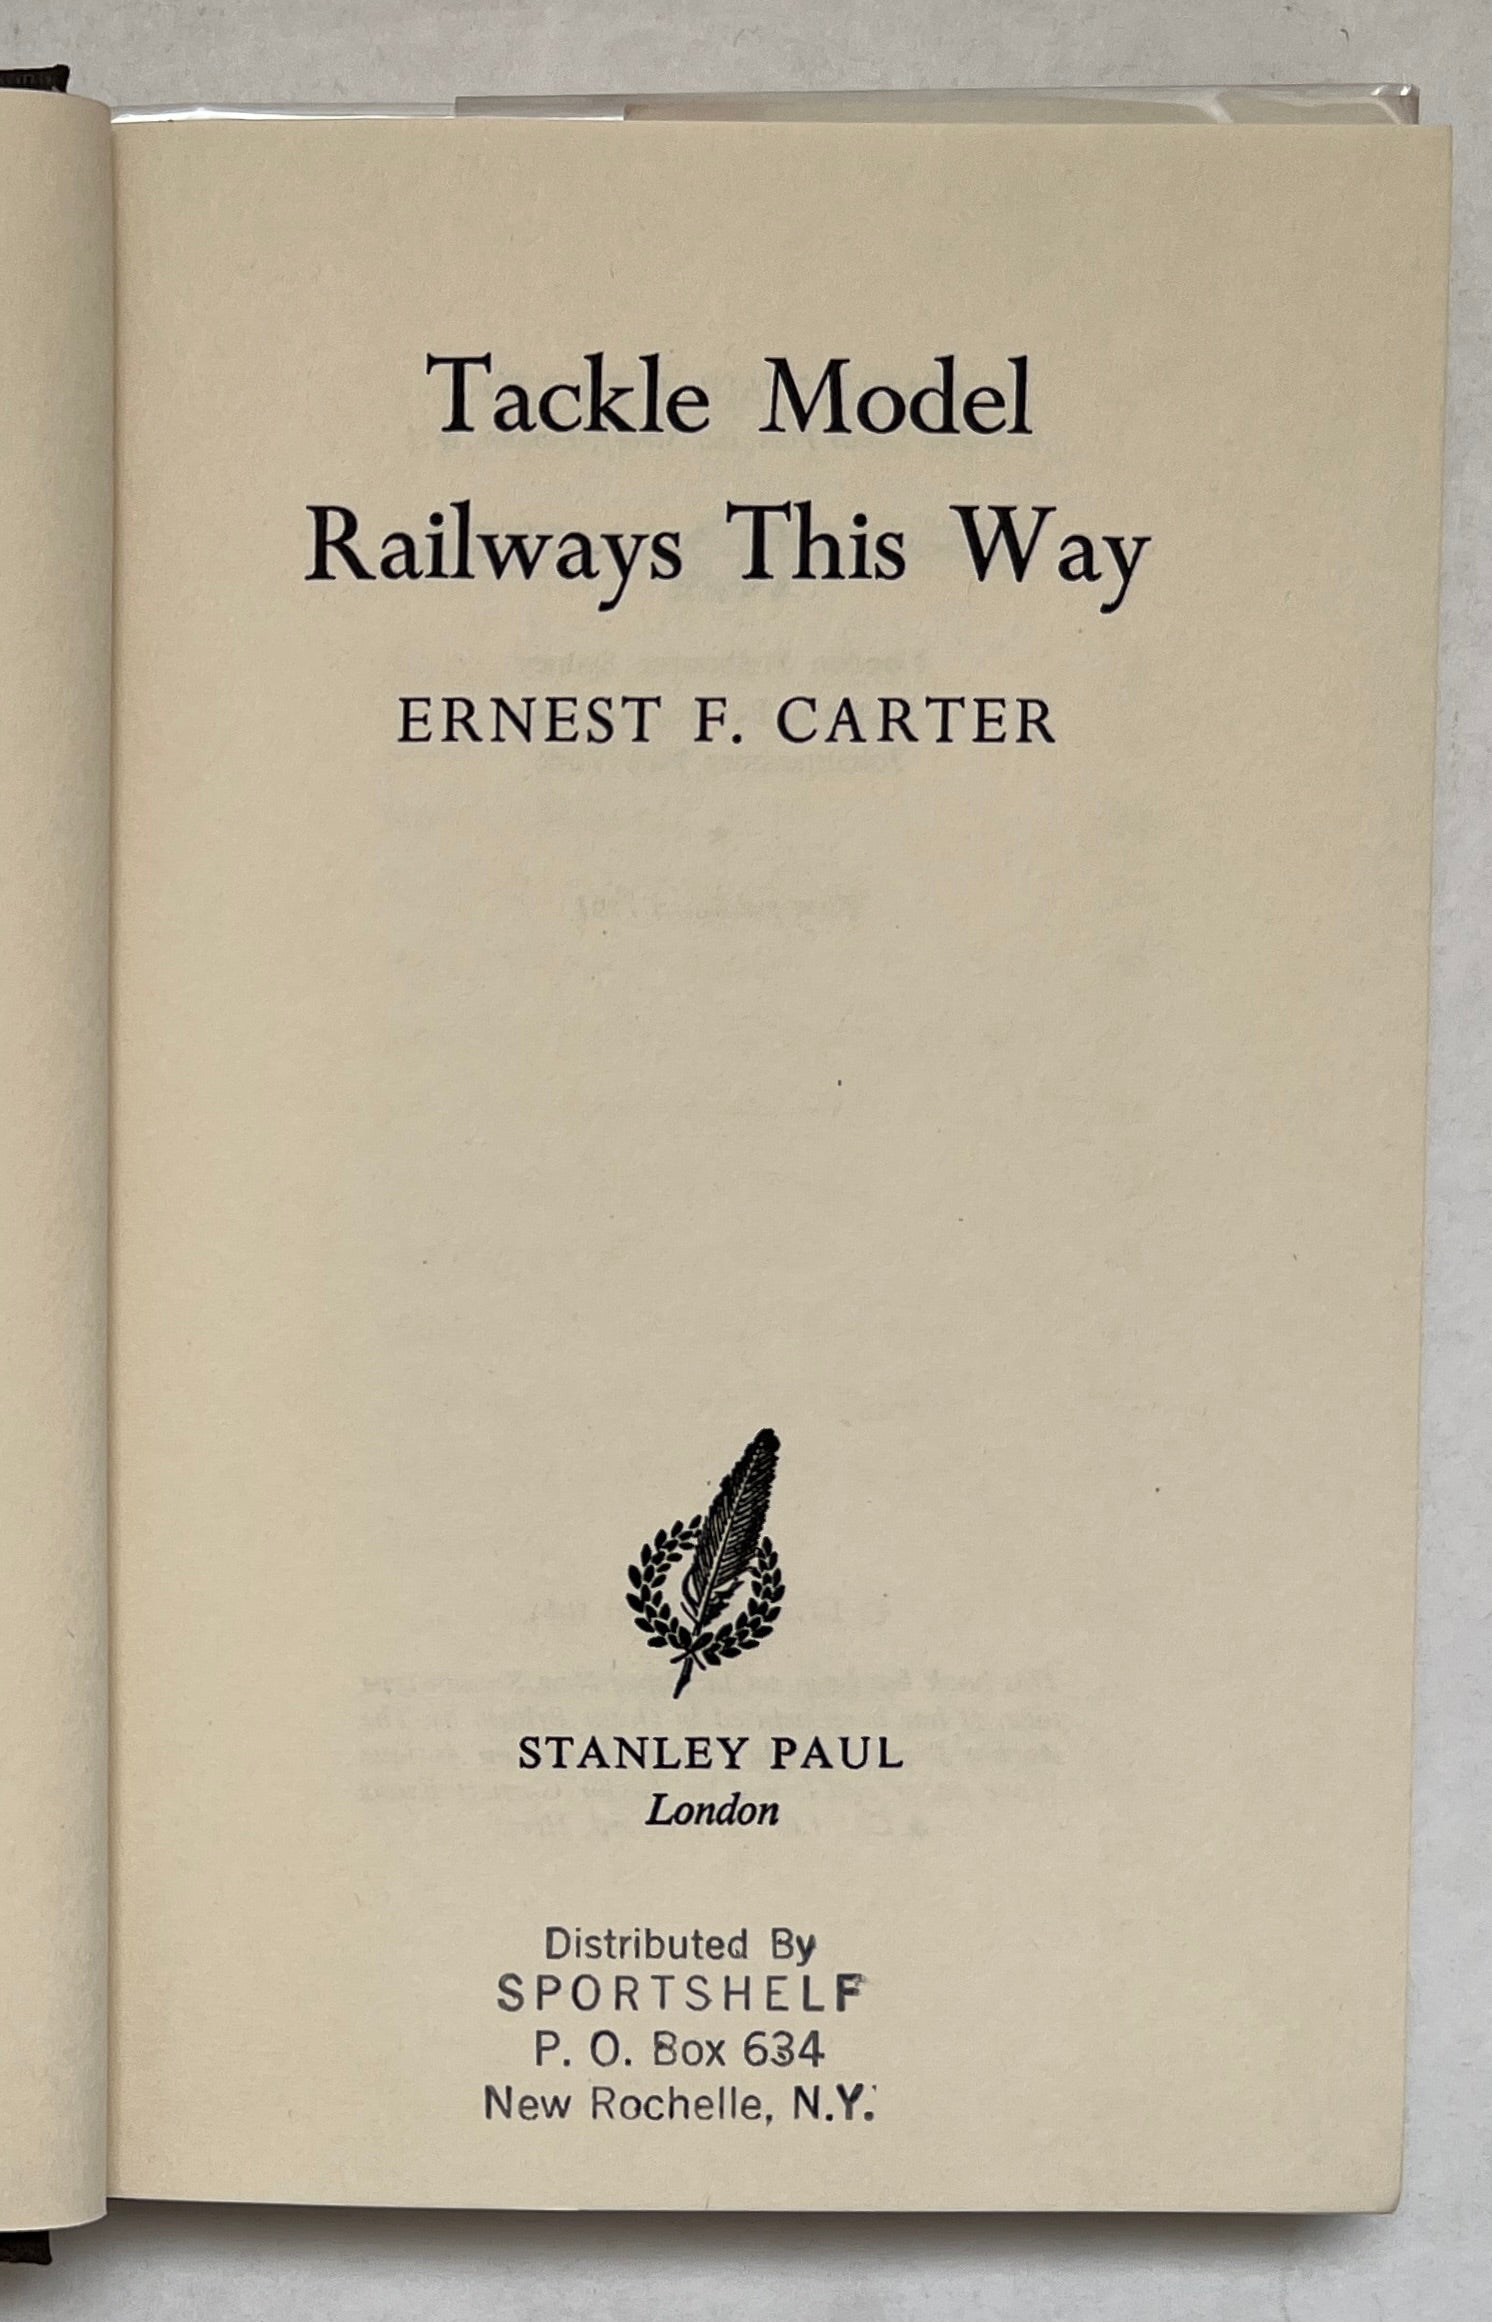 Tackle Model
Railways This Way
ERNEST F. CARTER
STANLEY PAUL
London
Distributed By
SPORTSHELF
P. O. Box 634
New Rochelle, N.Y.